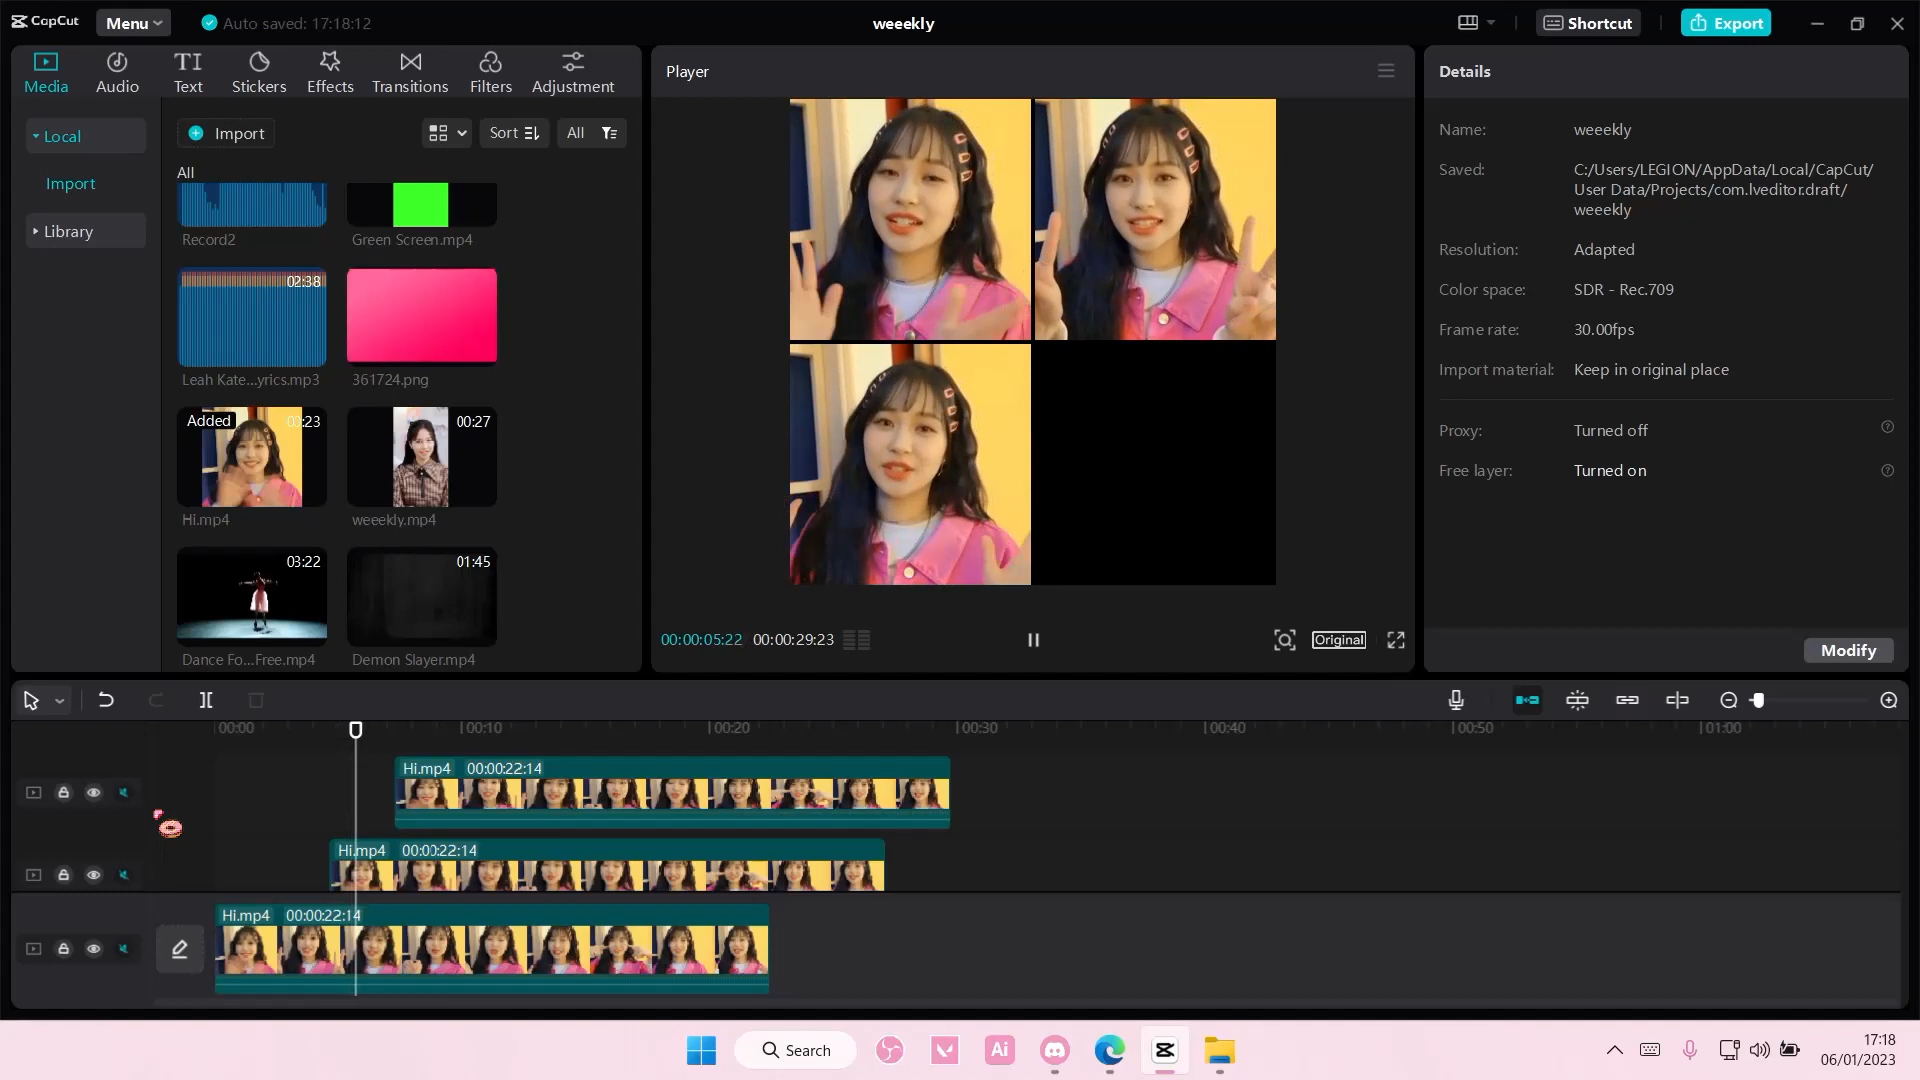 CapCut
Menu
Auto saved: 17:18:12
weeekly
Shortcut
Export
Media
Audio
TI
Text
Stickers
Effects
Transitions
Filters
Adjustment
Player
Details
Local
Import
Library
Import
Sort
All
All
Record2
Green Screen.mp4
02:38
Leah Kate...yrics.mp3
361724.png
Added
00:23
00:27
Hi.mp4
weeekly.mp4
03:22
01:45
Dance Fo...Free.mp4
Demon Slayer.mp4
00:00:05:22
00:00:29:23
Original
Name:
weeekly
Saved:
C:/Users/LEGION/AppData/Local/CapCut/
User Data/Projects/com.lveditor.draft/
weeekly
Resolution:
Adapted
Color space:
SDR - Rec.709
Frame rate:
30.00fps
Import material:
Keep in original place
Proxy:
Turned off
Free layer:
Turned on
Modify
00:00
00:10
00:20
00:30
00:40
00:50
01:00
Hi.mp4 00:00:22:14
Hi.mp4 00:00:22:14
Hi.mp4 00:00:22:14
Search
Ai
17:18
06/01/2023